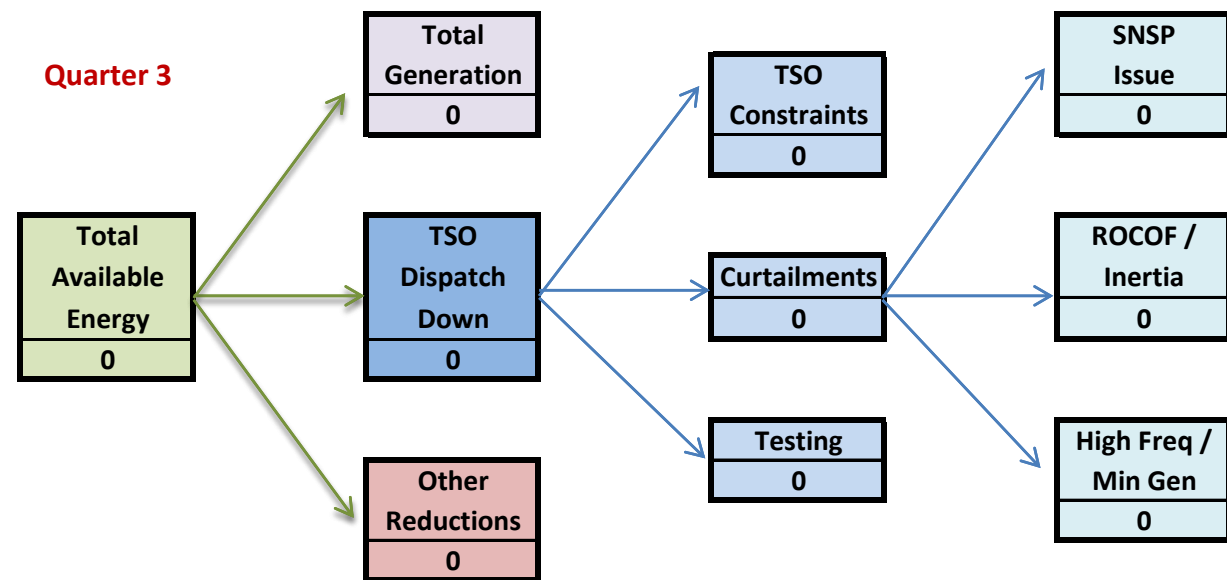 Quarter 3
Total
Available
Energy
0
Total
Generation
0
TSO
Dispatch
Down
0
Other
Reductions
0
TSO
Constraints
0
Curtailments
0
Testing
0
SNSP
Issue
0
ROCOF /
Inertia
0
High Freq /
Min Gen
0